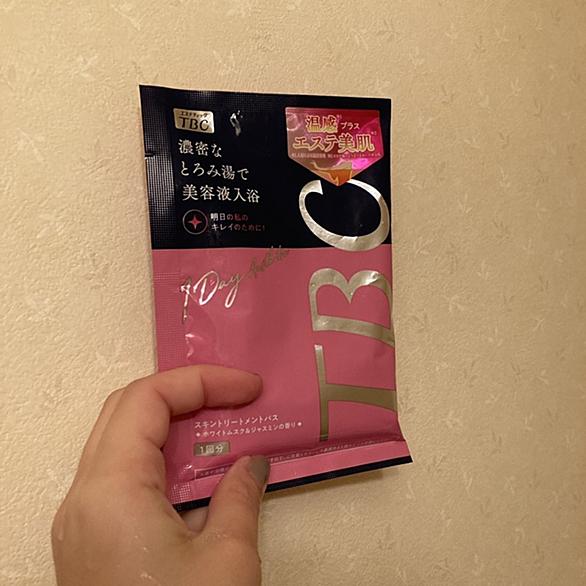 エステティック
TBC
濃密な
とろみ湯で
美容液入浴
明日の私の
キレイのために!
温感プラス
エステ美肌
TBC
1Day
スキントリートメントバス
ホワイトムスク&ジャスミンの香り
1回分